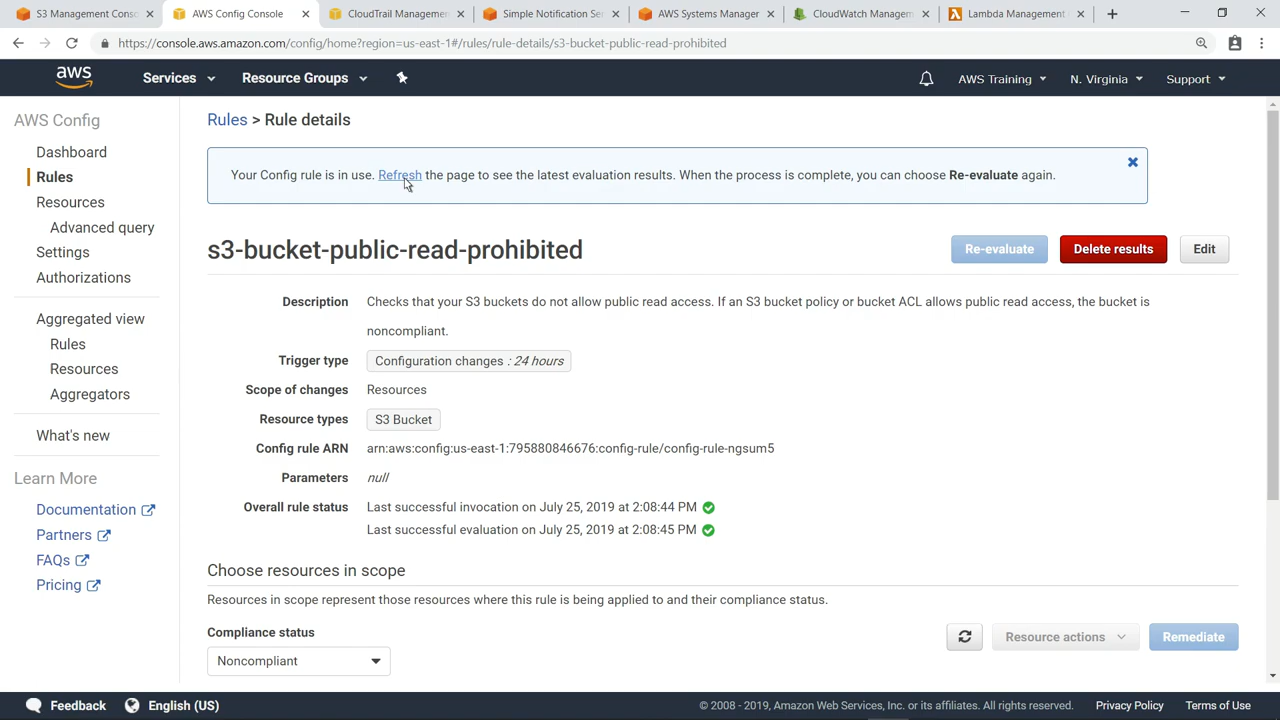 S3 Management Consc
AWS Config Console
CloudTrail Managemen
Simple Notification Se
AWS Systems Manager
CloudWatch Managem
Lambda Management C
https://console.aws.amazon.com/config/home?region=us-east-1#/rules/rule-details/s3-bucket-public-read-prohibited
aws
Services
Resource Groups
AWS Training
N. Virginia
Support
AWS Config
Dashboard
Rules
Resources
Advanced query
Settings
Authorizations
Aggregated view
Rules
Resources
Aggregators
What's new
Learn More
Documentation
Partners
FAQs
Pricing
Rules > Rule details
Your Config rule is in use. Refresh the page to see the latest evaluation results. When the process is complete, you can choose Re-evaluate again.
s3-bucket-public-read-prohibited
Re-evaluate
Delete results
Edit
Description Checks that your S3 buckets do not allow public read access. If an S3 bucket policy or bucket ACL allows public read access, the bucket is
noncompliant.
Trigger type Configuration changes : 24 hours
Scope of changes Resources
Resource types S3 Bucket
Config rule ARN arn:aws:config:us-east-1:795880846676:config-rule/config-rule-ngsum5
Parameters null
Overall rule status Last successful invocation on July 25, 2019 at 2:08:44 PM
Last successful evaluation on July 25, 2019 at 2:08:45 PM
Choose resources in scope
Resources in scope represent those resources where this rule is being applied to and their compliance status.
Compliance status
Noncompliant
Resource actions
Remediate
Feedback
English (US)
© 2008 - 2019, Amazon Web Services, Inc. or its affiliates. All rights reserved.
Privacy Policy
Terms of Use